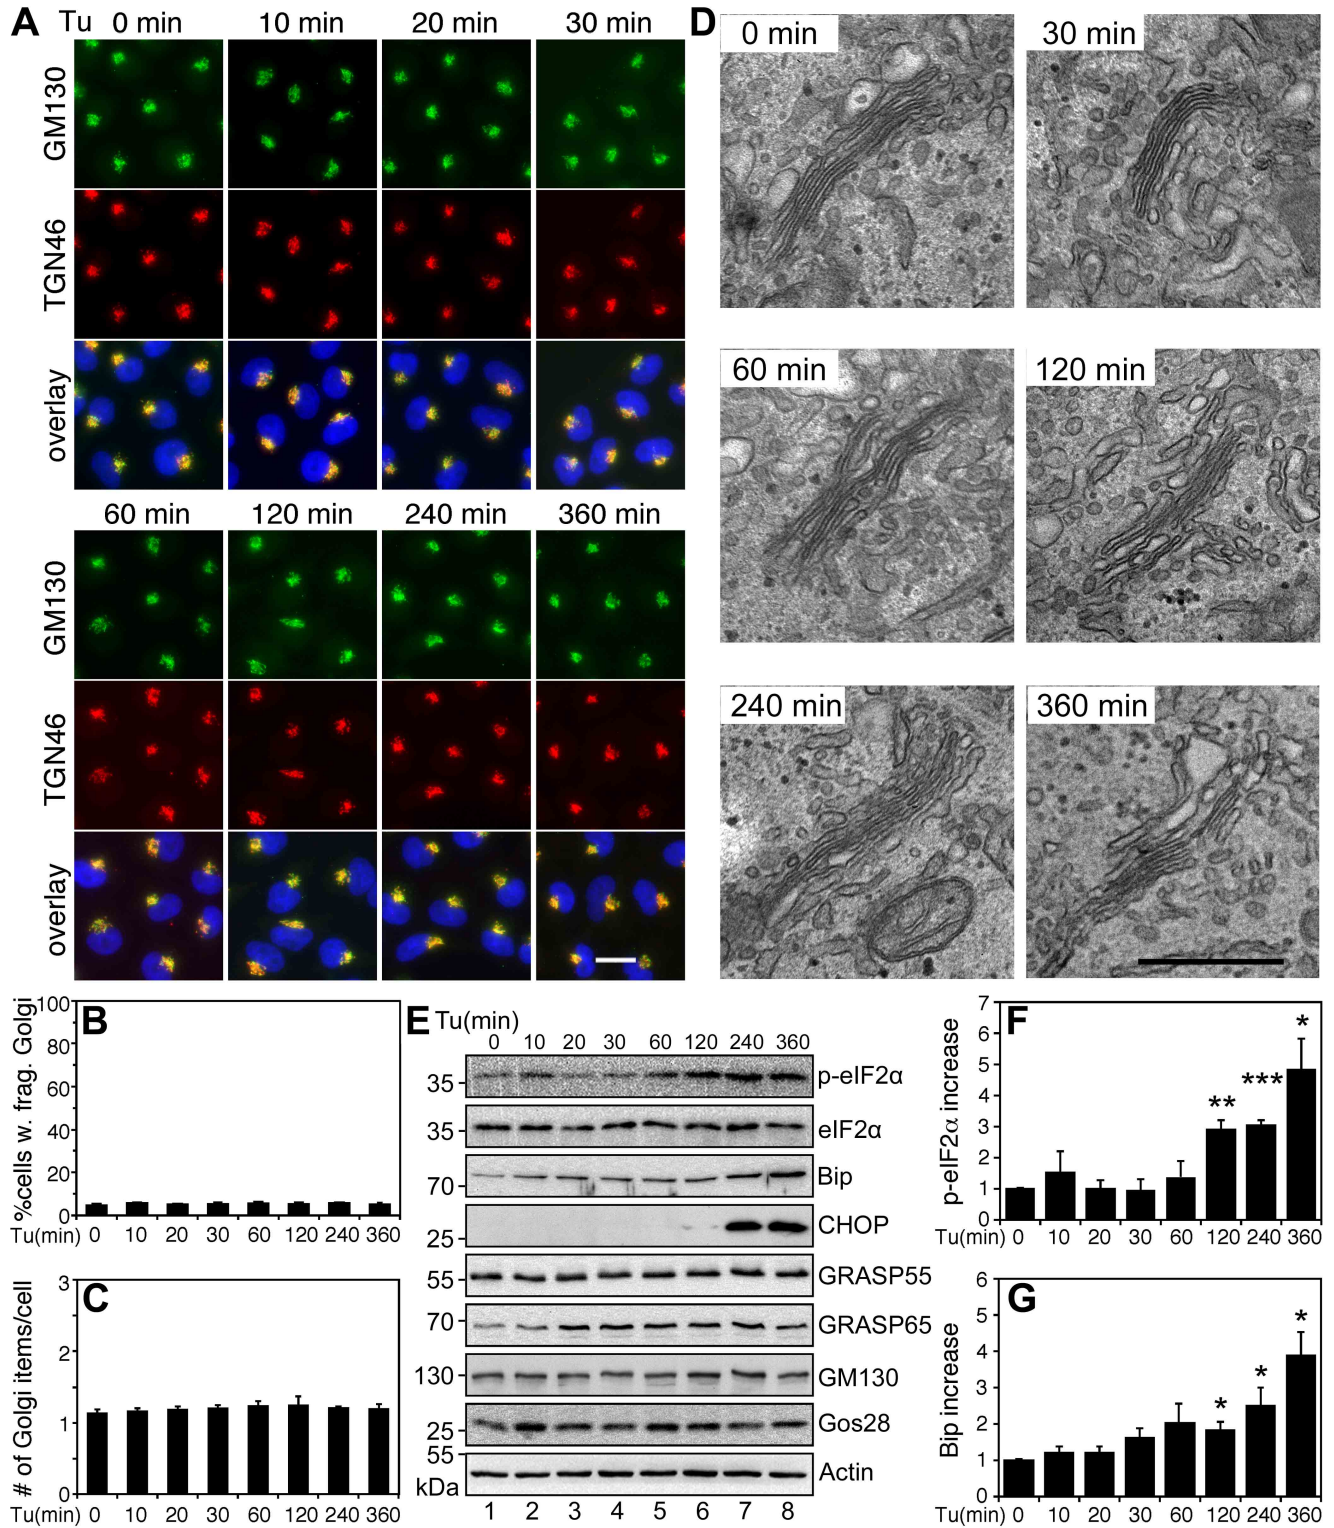 A Tu 0 min 10 min 20 min 30 min
GM130
TGN46
overlay
60 min 120 min 240 min 360 min
GM130
TGN46
overlay
D
0 min 30 min
60 min 120 min
240 min 360 min
B
%cells w. frag. Golgi
100
80
60
40
20
0
Tu(min) 0 10 20 30 60 120 240 360
C
# of Golgi items/cell
3
2
1
0
Tu(min) 0 10 20 30 60 120 240 360
E Tu(min)
0 10 20 30 60 120 240 360
35 p-eIF2α
35 eIF2α
70 Bip
25 CHOP
55 GRASP55
70 GRASP65
130 GM130
25 Gos28
55 Actin
kDa
1 2 3 4 5 6 7 8
F
p-eIF2α increase
7
6
5
4
3
2
1
0
** *** *
Tu(min) 0 10 20 30 60 120 240 360
G
Bip increase
6
5
4
3
2
1
0
* * *
Tu(min) 0 10 20 30 60 120 240 360